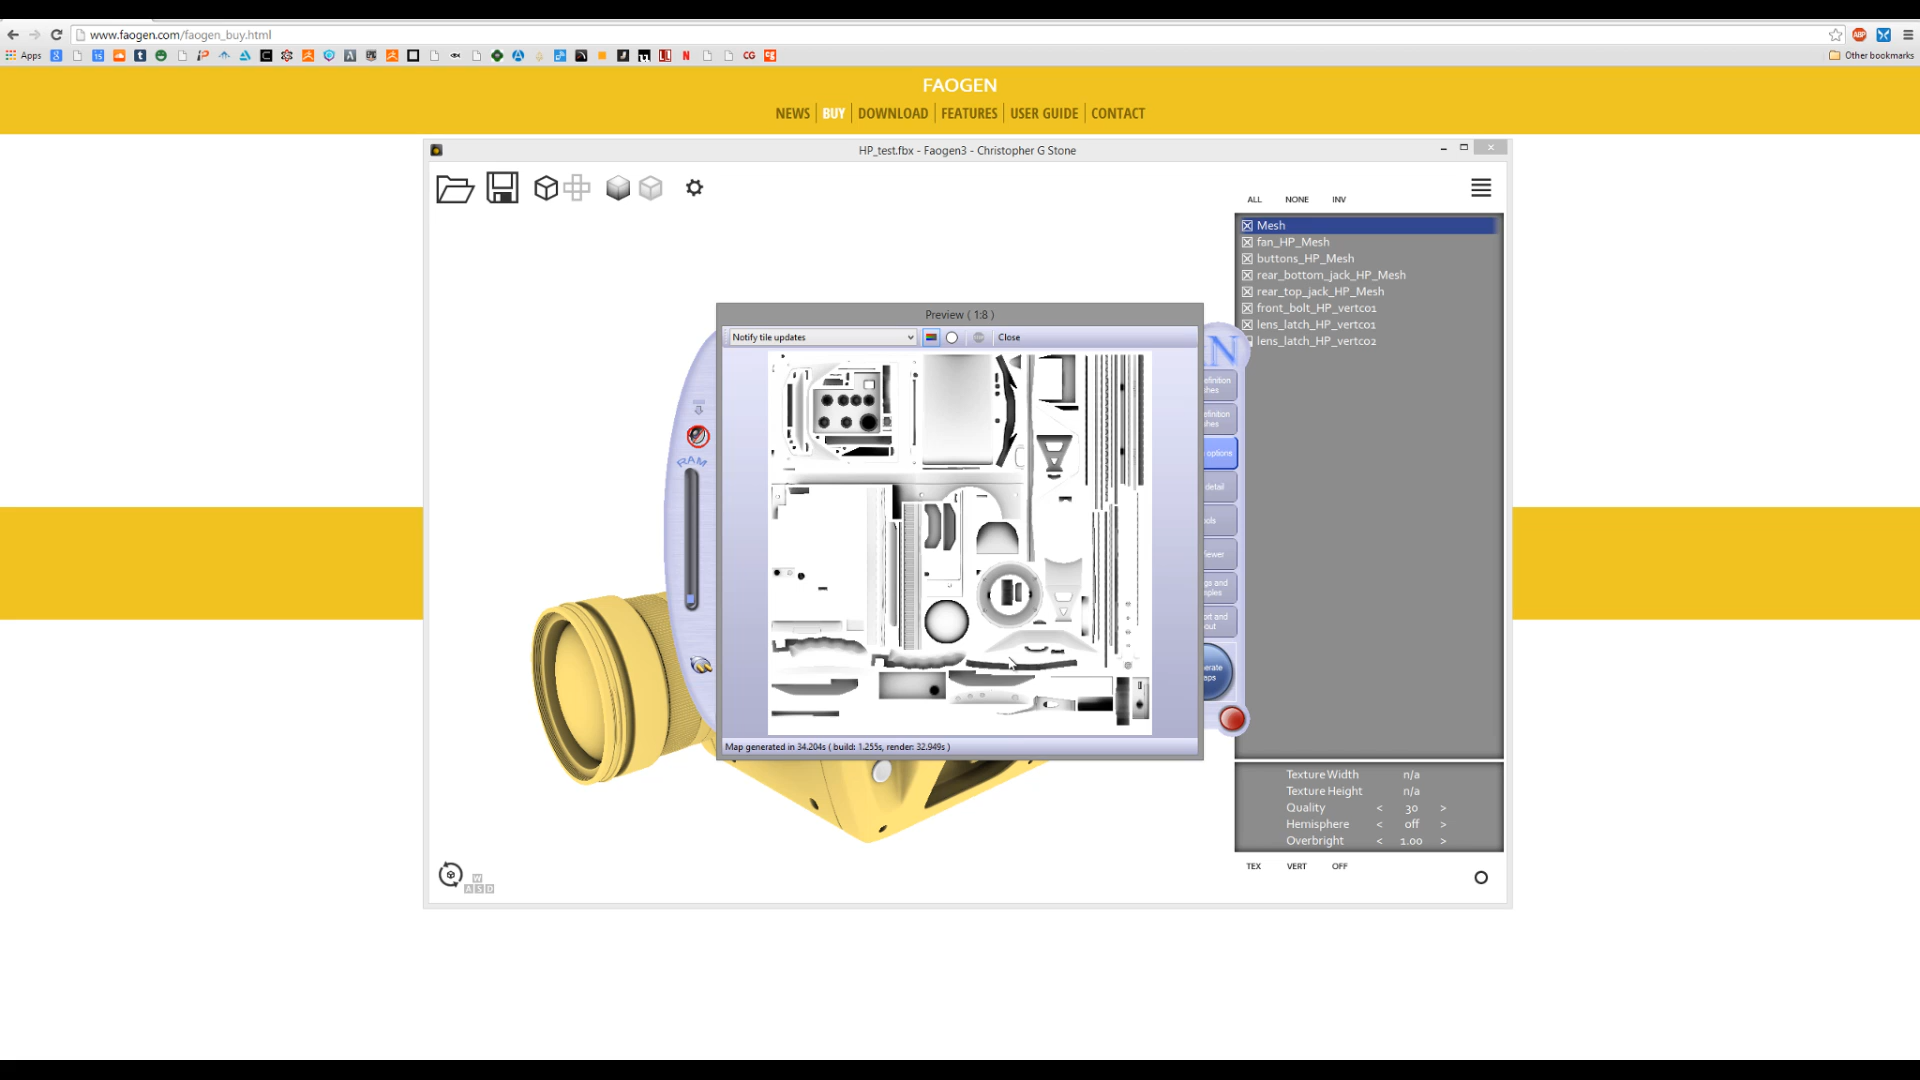 www.faogen.com/faogen_buy.html
Apps
Other bookmarks
FAOGEN
NEWS BUY DOWNLOAD FEATURES USER GUIDE CONTACT
HP_test.fbx - Faogen3 - Christopher G Stone
ALL NONE INV
Mesh
fan_HP_Mesh
buttons_HP_Mesh
rear_bottom_jack_HP_Mesh
rear_top_jack_HP_Mesh
front_bolt_HP_vertco1
lens_latch_HP_vertco1
lens_latch_HP_vertco2
Preview ( 1:8 )
Notify tile updates
Close
N
RAM
options
detail
Map generated in 34.204s ( build: 1.255s, render: 32.949s )
Texture Width n/a
Texture Height n/a
Quality < 30 >
Hemisphere < off >
Overbright < 1.00 >
TEX VERT OFF
W
A S D